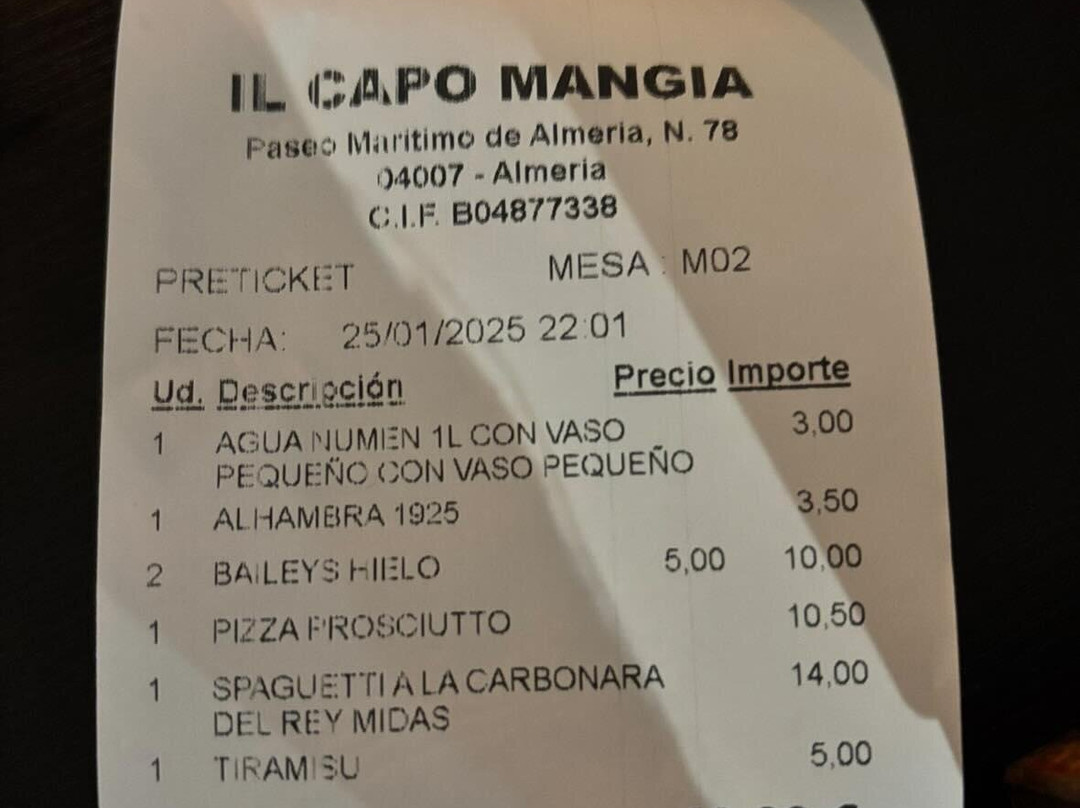 IL CAPO MANGIA
Paseo Maritimo de Almeria, N. 78
04007 - Almeria
C.I.F. B04877338
PRETICKET MESA : M02
FECHA: 25/01/2025 22:01
Ud. Descripción Precio Importe
1 AGUA NUMEN 1L CON VASO 3,00
PEQUEÑO CON VASO PEQUEÑO
1 ALHAMBRA 1925 3,50
2 BAILEYS HIELO 5,00 10,00
1 PIZZA PROSCIUTTO 10,50
1 SPAGUETTI A LA CARBONARA 14,00
DEL REY MIDAS
1 TIRAMISU 5,00